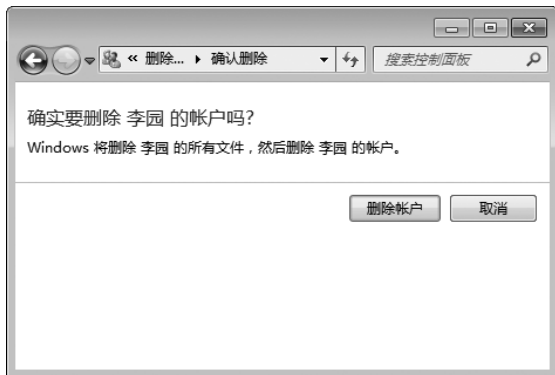 « 删除... ▸ 确认删除
搜索控制面板
确实要删除 李园 的帐户吗?
Windows 将删除 李园 的所有文件，然后删除 李园 的帐户。
删除帐户
取消